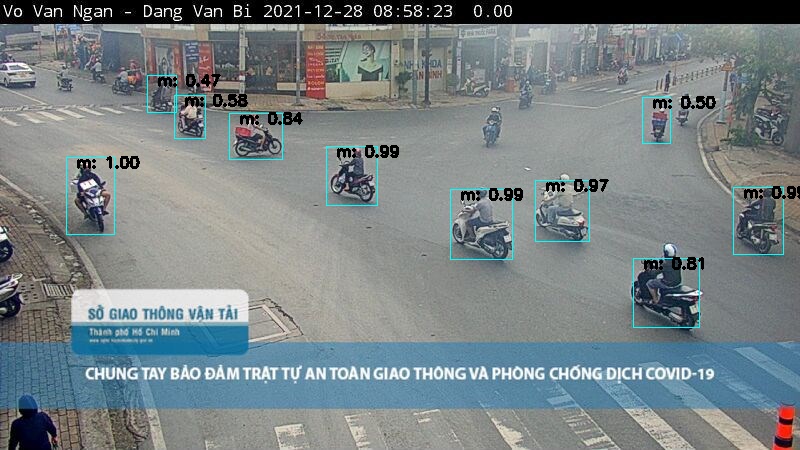 Vo Van Ngan - Dang Van Bi 2021-12-28 08:58:23 0.00
m: 0.47
m: 0.58
m: 0.84
m: 0.50
m: 0.99
m: 1.00
m: 0.99
m: 0.97
m: 0.81
SỞ GIAO THÔNG VẬN TẢI
Thành phố Hồ Chí Minh
CHUNG TAY BẢO ĐẢM TRẬT TỰ AN TOÀN GIAO THÔNG VÀ PHÒNG CHỐNG DỊCH COVID-19